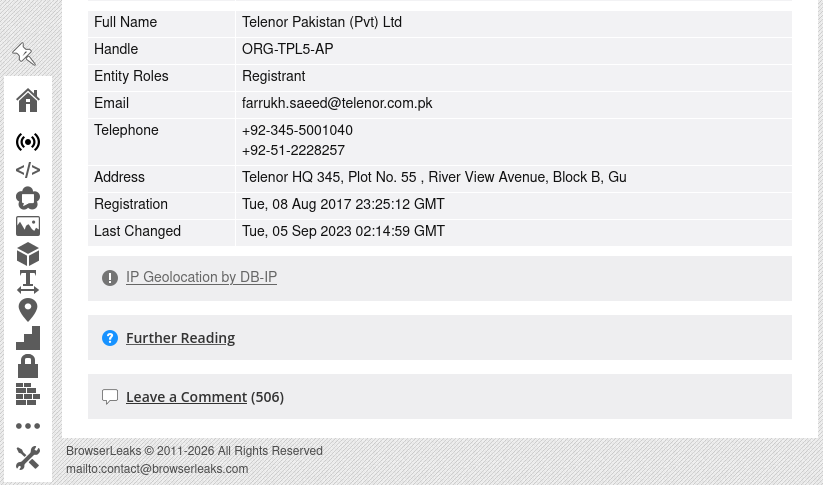 Full Name Telenor Pakistan (Pvt) Ltd
Handle ORG-TPL5-AP
Entity Roles Registrant
Email farrukh.saeed@telenor.com.pk
Telephone +92-345-5001040
+92-51-2228257
Address Telenor HQ 345, Plot No. 55 , River View Avenue, Block B, Gu
Registration Tue, 08 Aug 2017 23:25:12 GMT
Last Changed Tue, 05 Sep 2023 02:14:59 GMT
IP Geolocation by DB-IP
Further Reading
Leave a Comment (506)
BrowserLeaks © 2011-2026 All Rights Reserved
mailto:contact@browserleaks.com